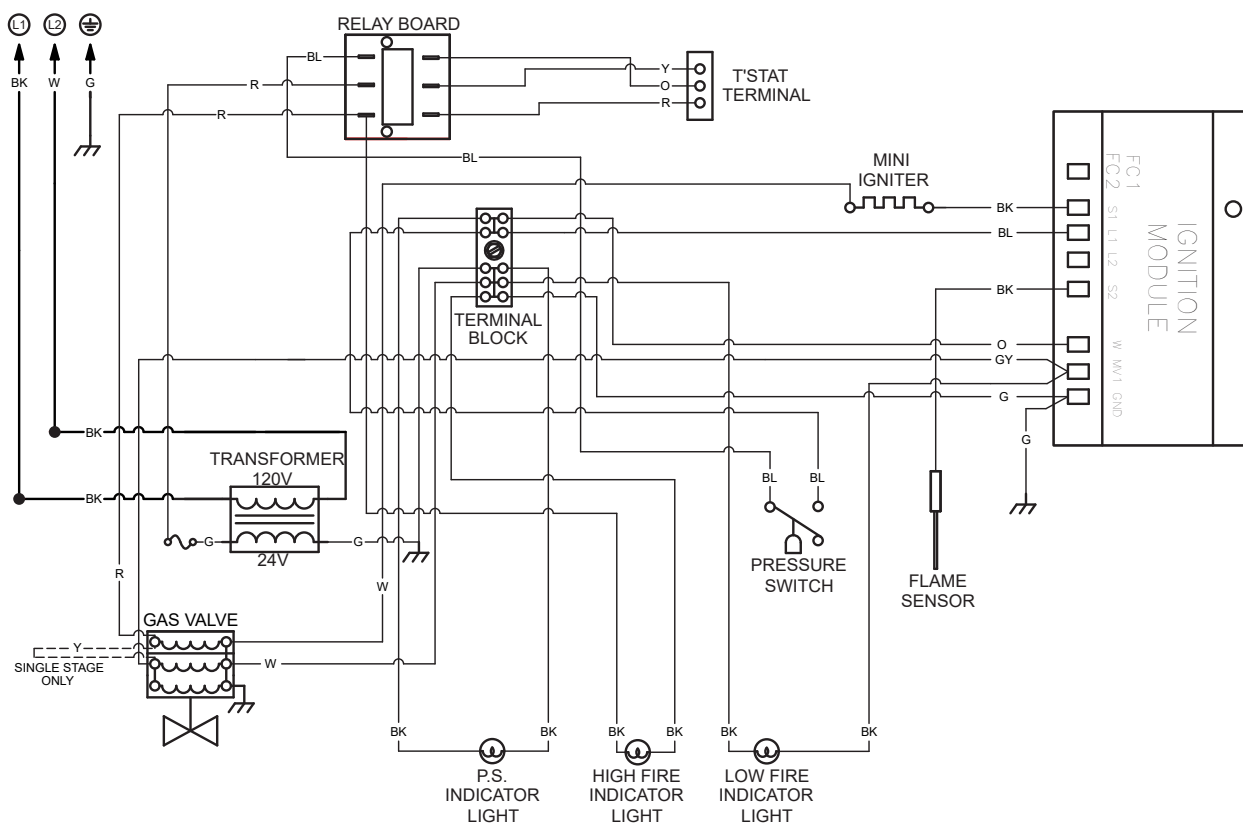 L1
L2
BK
W
G
RELAY BOARD
BL
R
R
Y
O
R
T'STAT
TERMINAL
BL
MINI
IGNITER
BK
BL
BK
O
GY
G
G
FC1
FC2
S1
L1
L2
S2
W
MV1
GND
IGNITION
MODULE
TERMINAL
BLOCK
BK
BK
TRANSFORMER
120V
24V
G
G
R
W
BL
BL
PRESSURE
SWITCH
FLAME
SENSOR
GAS VALVE
Y
SINGLE STAGE
ONLY
W
BK
BK
BK
BK
BK
BK
P.S.
INDICATOR
LIGHT
HIGH FIRE
INDICATOR
LIGHT
LOW FIRE
INDICATOR
LIGHT